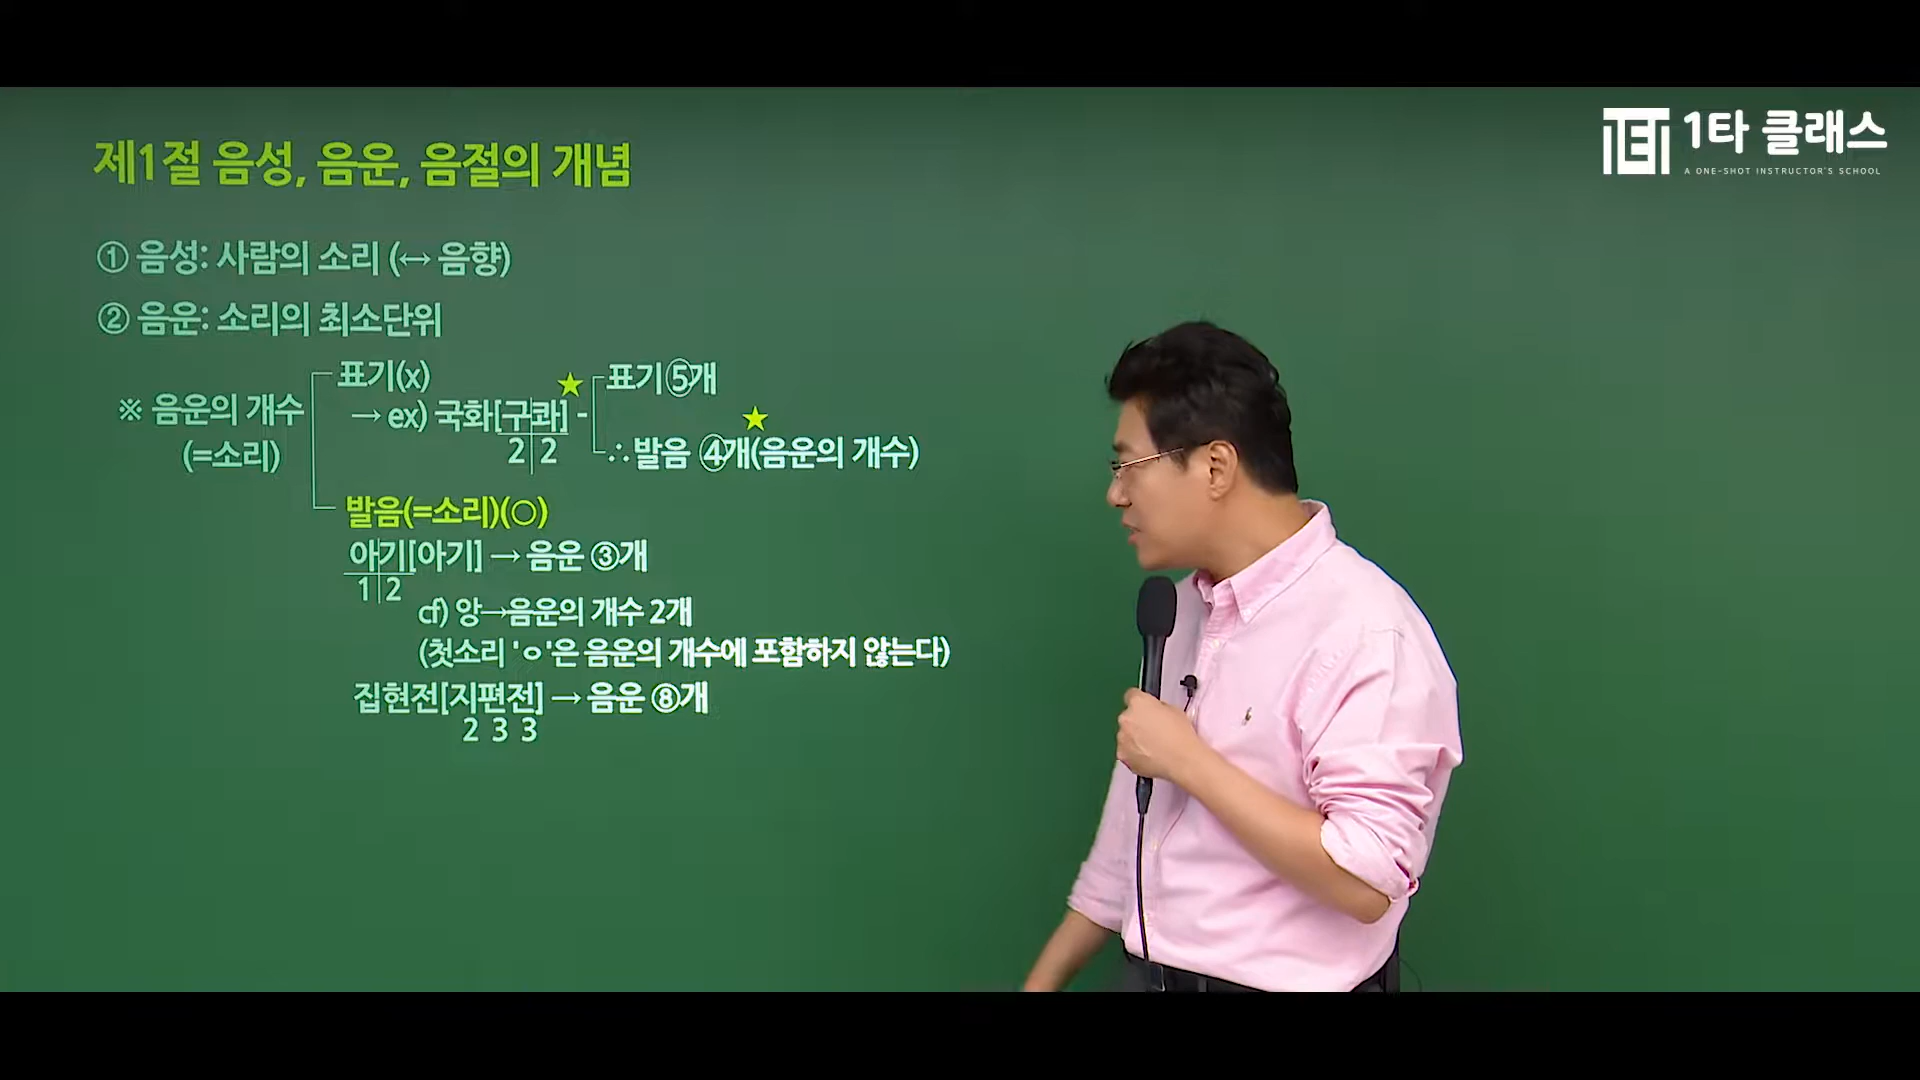 1타 클래스
A ONE-SHOT INSTRUCTOR'S SCHOOL
제1절 음성, 음운, 음절의 개념
① 음성: 사람의 소리 (↔ 음향)
② 음운: 소리의 최소단위
※ 음운의 개수
(=소리)
표기(x)
→ ex) 국화[구콰] -
2 2
★
표기⑤개
★
∴ 발음 ④개(음운의 개수)
발음(=소리)(○)
아기[아기] → 음운 ③개
1 2
cf) 앙→음운의 개수 2개
(첫소리 'ㅇ'은 음운의 개수에 포함하지 않는다)
집현전[지편전] → 음운 ⑧개
2 3 3